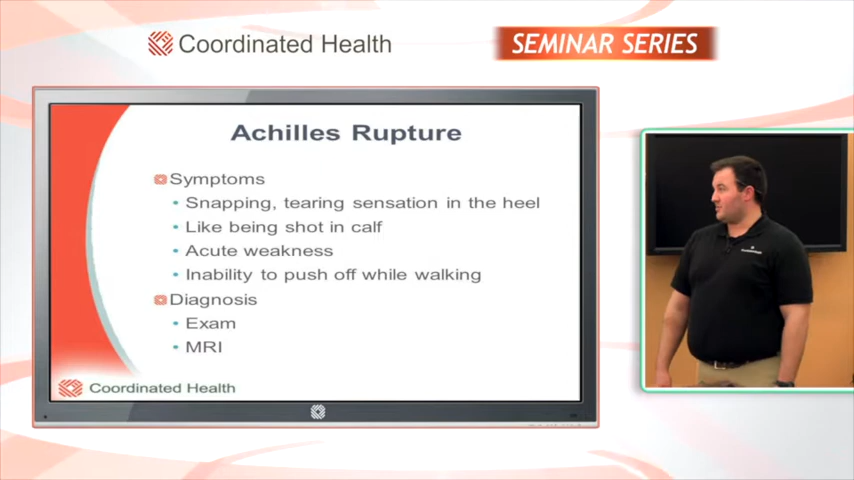 Coordinated Health
SEMINAR SERIES
Achilles Rupture
Symptoms
• Snapping, tearing sensation in the heel
• Like being shot in calf
• Acute weakness
• Inability to push off while walking
Diagnosis
• Exam
• MRI
Coordinated Health